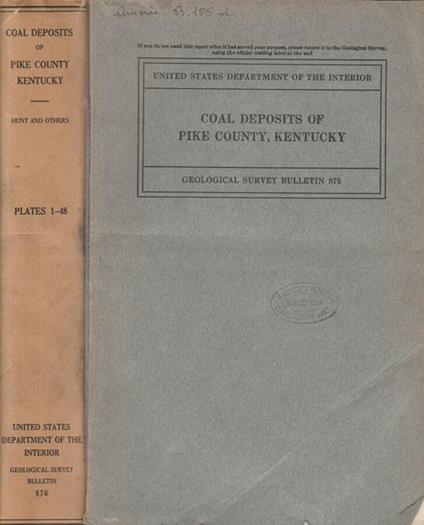 COAL DEPOSITS
OF
PIKE COUNTY
KENTUCKY
HUNT AND OTHERS
PLATES 1-48
UNITED STATES
DEPARTMENT OF THE
INTERIOR
GEOLOGICAL SURVEY
BULLETIN
876
B. 156
If you do not need this report after it has served your purpose, please return it to the Geological Survey,
using the official mailing label at the end
UNITED STATES DEPARTMENT OF THE INTERIOR
COAL DEPOSITS OF
PIKE COUNTY, KENTUCKY
GEOLOGICAL SURVEY BULLETIN 876